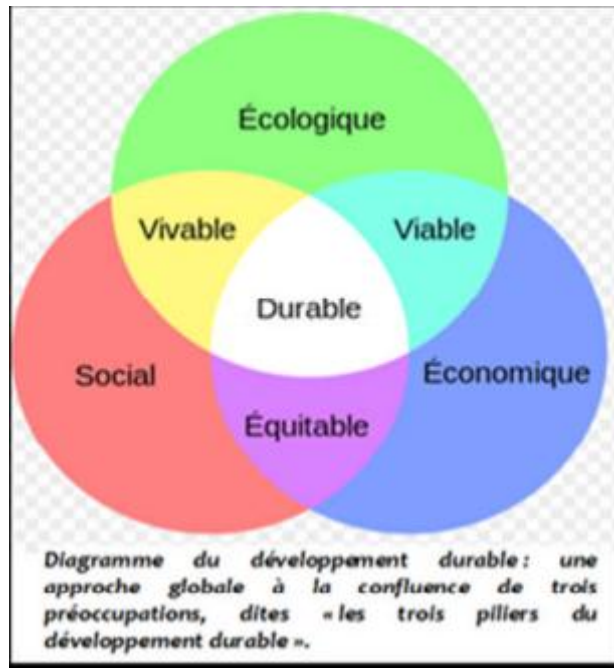 Écologique
Vivable
Viable
Durable
Social
Économique
Équitable
Diagramme du développement durable : une
approche globale à la confluence de trois
préoccupations, dites « les trois piliers du
développement durable ».